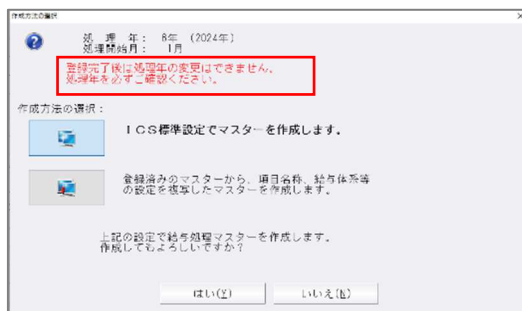 作成方法の選択
処　理　年： 6年 （2024年）
処理開始月： 1月
登録完了後は処理年の変更はできません、
処理年を必ずご確認ください。
作成方法の選択：
ＩＣＳ標準設定でマスターを作成します。
登録済みのマスターから、項目名称、給与体系等
の設定を複写したマスターを作成します。
上記の設定で給与処理マスターを作成します。
作成してもよろしいですか？
はい(Y)　いいえ(N)